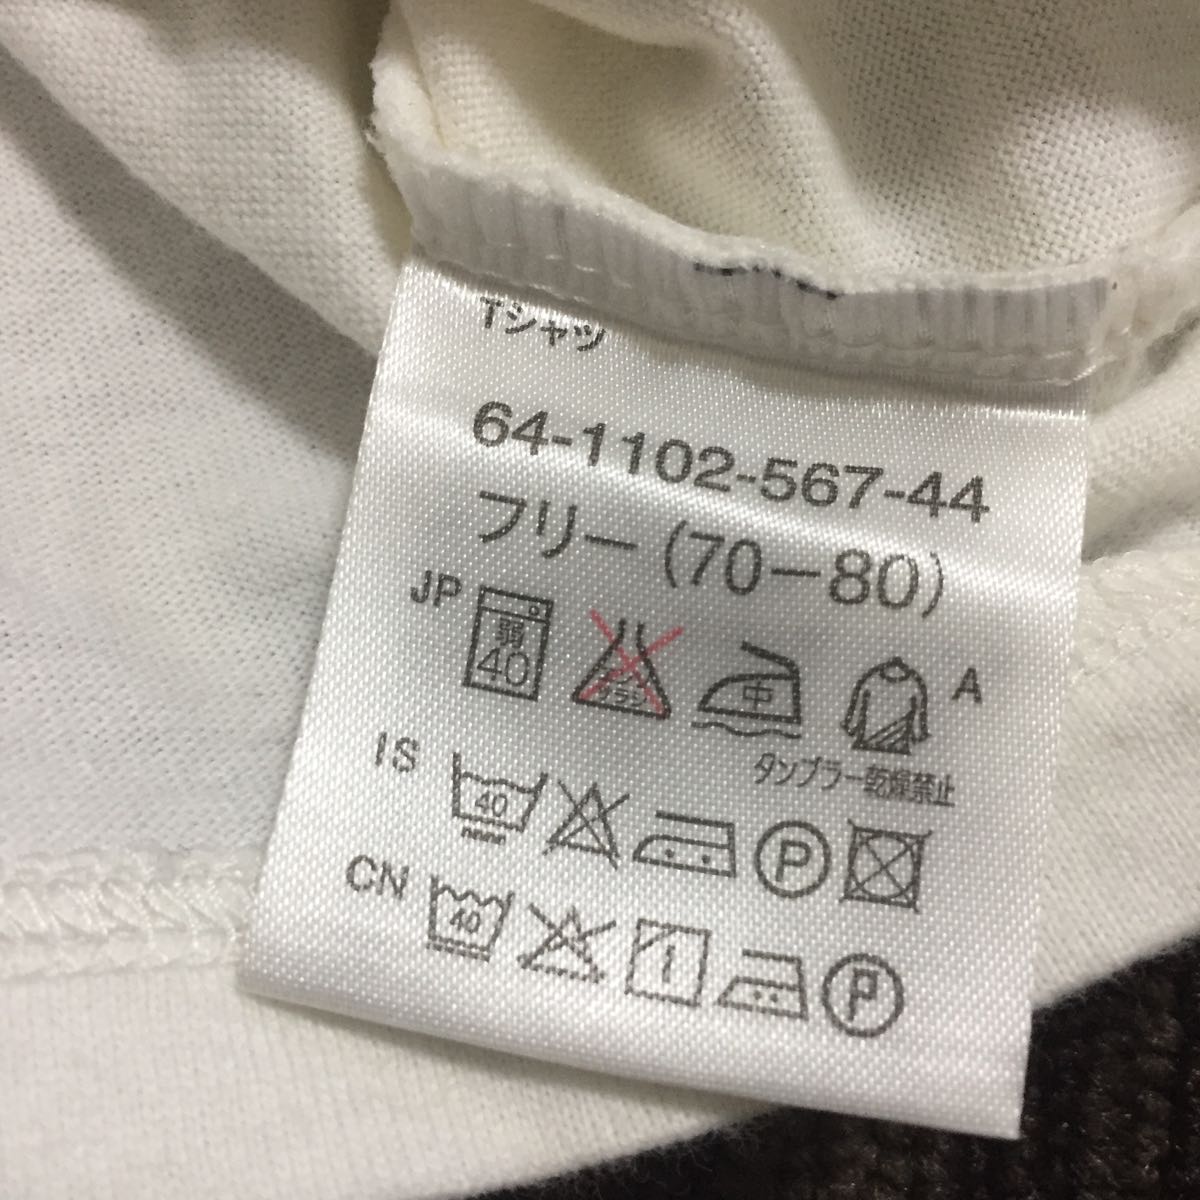 Tシャツ
64-1102-567-44
フリー(70-80)
JP 弱 40 中 A
タンブラー乾燥禁止
IS 40 P
CN 40 P